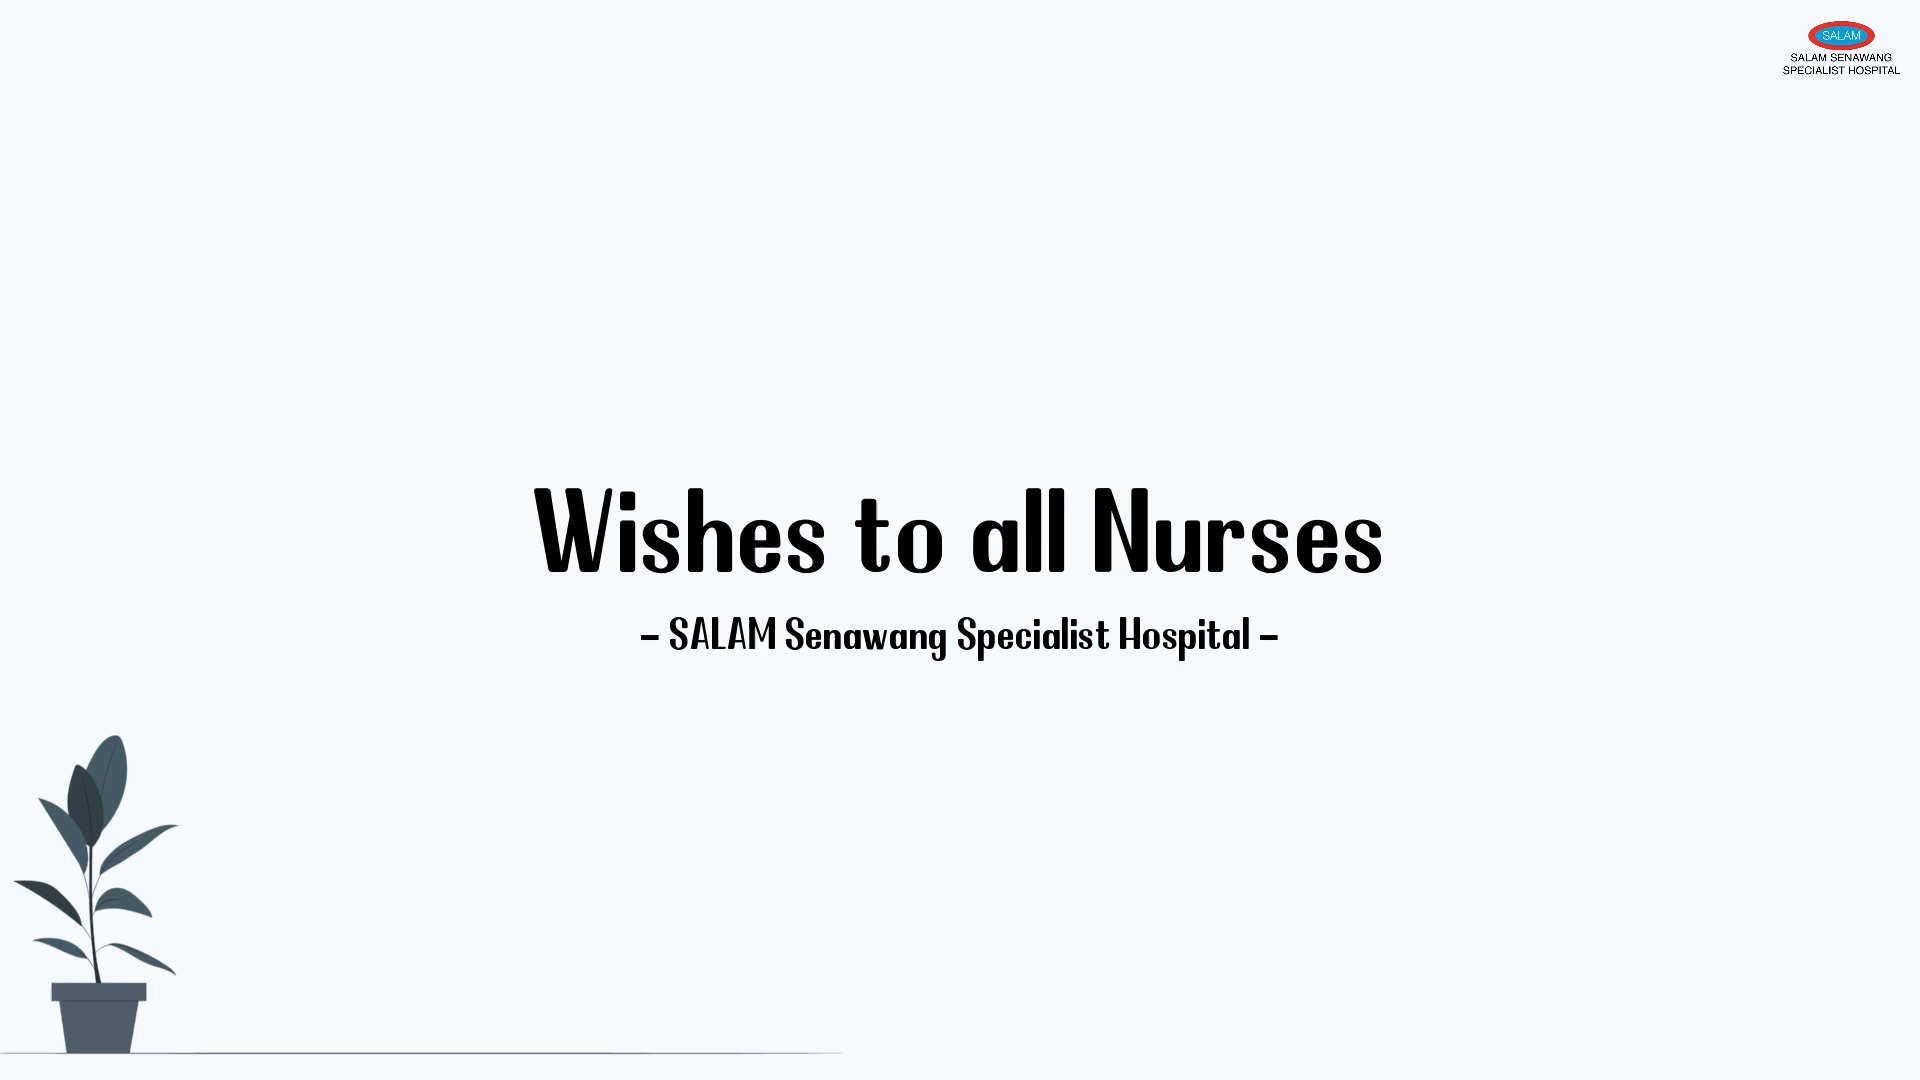 SALAM
SALAM SENAWANG
SPECIALIST HOSPITAL
Wishes to all Nurses
- SALAM Senawang Specialist Hospital -